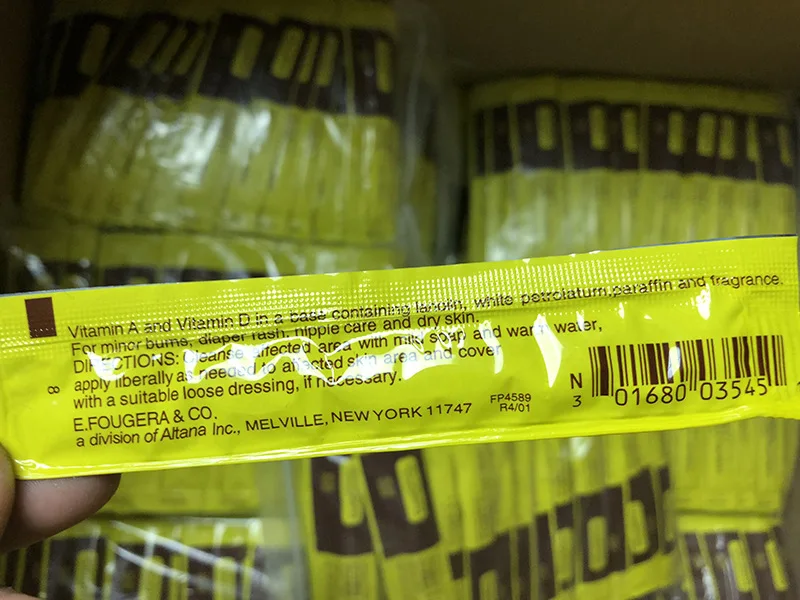 Vitamin A and Vitamin D in a base containing lanolin, white petrolatum,paraffin and fragrance.
For minor burns, diaper rash, nipple care and dry skin.
DIRECTIONS: Cleanse affected area with mild soap and warm water,
apply liberally as needed to affected skin area and cover
with a suitable loose dressing, if necessary.
E.FOUGERA & CO.
a division of Altana Inc., MELVILLE, NEW YORK 11747
8
FP4589
R4/01
N
3
01680 03545